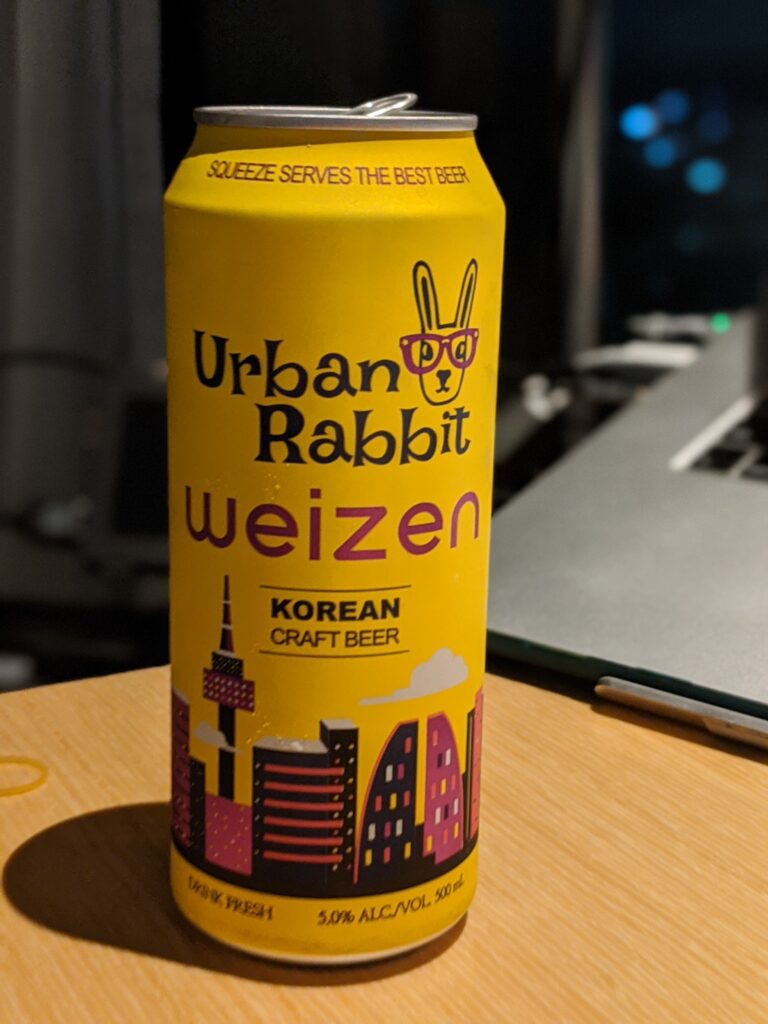 SQUEEZE SERVES THE BEST BEER
Urban
Rabbit
weizen
KOREAN
CRAFT BEER
DRINK FRESH
5.0% ALC./VOL. 500 mL